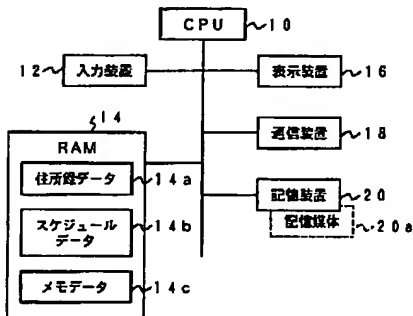 CPU 10
12 入力装置 表示装置 16
14
RAM 通信装置 18
住所録データ 14a
記憶装置 20
スケジュール
データ 14b
記憶媒体 20a
メモデータ 14c